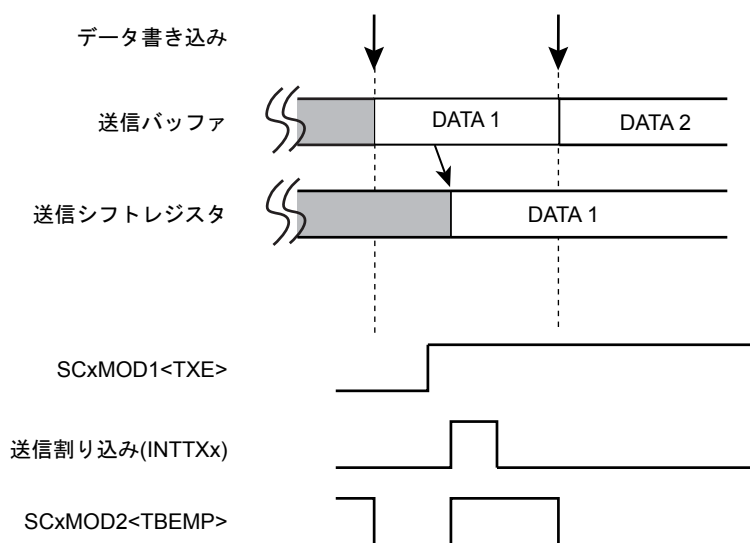 データ書き込み
送信バッファ
DATA 1
DATA 2
送信シフトレジスタ
DATA 1
SCxMOD1<TXE>
送信割り込み(INTTXx)
SCxMOD2<TBEMP>